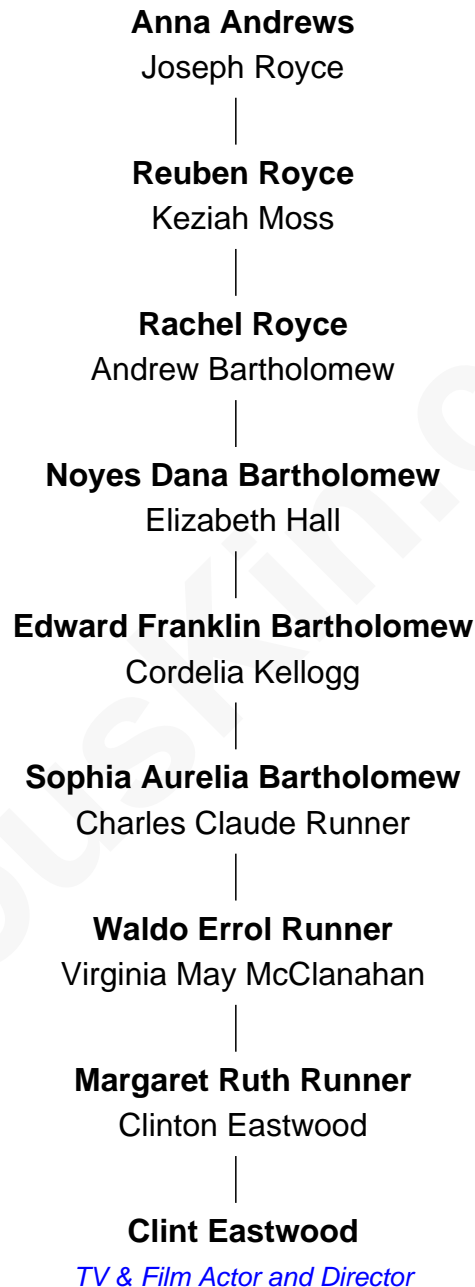 Anna Andrews
Joseph Royce
Reuben Royce
Keziah Moss
Rachel Royce
Andrew Bartholomew
Noyes Dana Bartholomew
Elizabeth Hall
Edward Franklin Bartholomew
Cordelia Kellogg
Sophia Aurelia Bartholomew
Charles Claude Runner
Waldo Errol Runner
Virginia May McClanahan
Margaret Ruth Runner
Clinton Eastwood
Clint Eastwood
TV & Film Actor and Director